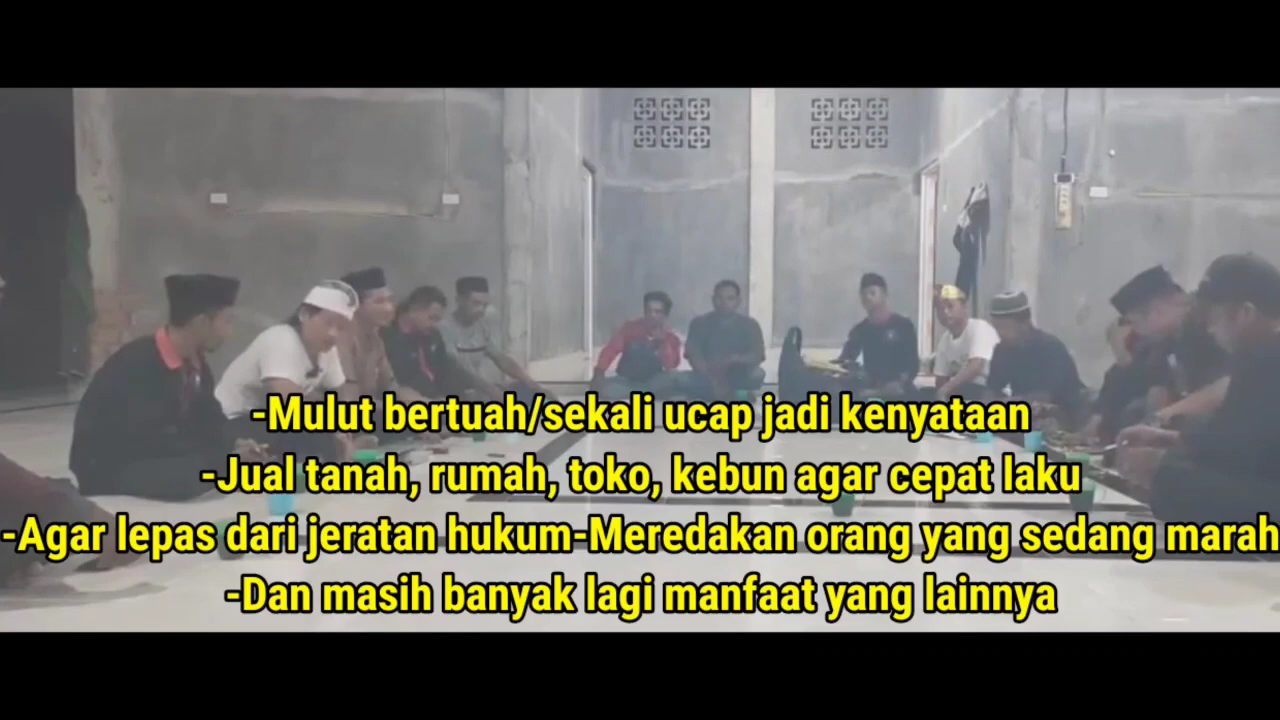 -Mulut bertuah/sekali ucap jadi kenyataan
-Jual tanah, rumah, toko, kebun agar cepat laku
-Agar lepas dari jeratan hukum-Meredakan orang yang sedang marah
-Dan masih banyak lagi manfaat yang lainnya